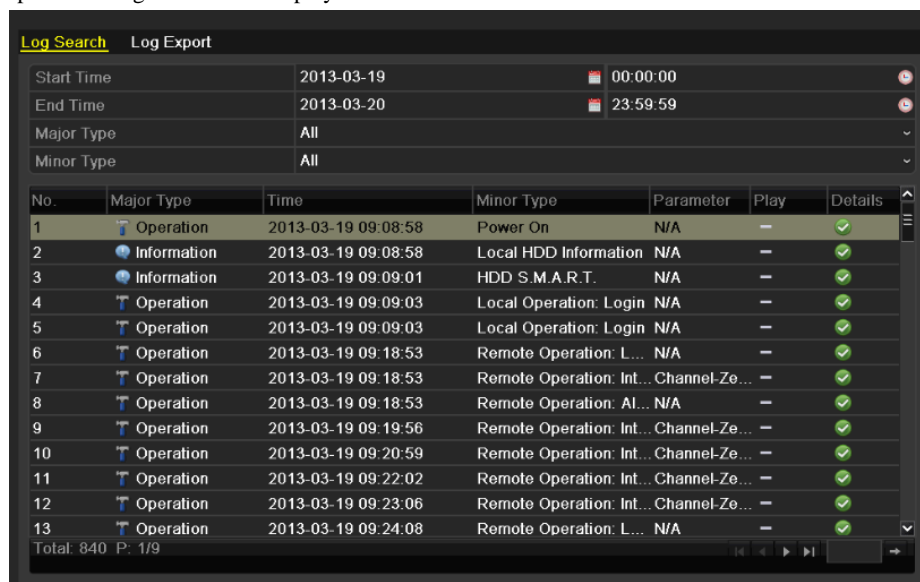 Log Search Log Export
Start Time 2013-03-19 00:00:00
End Time 2013-03-20 23:59:59
Major Type All
Minor Type All
No. Major Type Time Minor Type Parameter Play Details
1 Operation 2013-03-19 09:08:58 Power On N/A —
2 Information 2013-03-19 09:08:58 Local HDD Information N/A —
3 Information 2013-03-19 09:09:01 HDD S.M.A.R.T. N/A —
4 Operation 2013-03-19 09:09:03 Local Operation: Login N/A —
5 Operation 2013-03-19 09:09:03 Local Operation: Login N/A —
6 Operation 2013-03-19 09:18:53 Remote Operation: L... N/A —
7 Operation 2013-03-19 09:18:53 Remote Operation: Int... Channel-Ze... —
8 Operation 2013-03-19 09:18:53 Remote Operation: Al... N/A —
9 Operation 2013-03-19 09:19:56 Remote Operation: Int... Channel-Ze... —
10 Operation 2013-03-19 09:20:59 Remote Operation: Int... Channel-Ze... —
11 Operation 2013-03-19 09:22:02 Remote Operation: Int... Channel-Ze... —
12 Operation 2013-03-19 09:23:06 Remote Operation: Int... Channel-Ze... —
13 Operation 2013-03-19 09:24:08 Remote Operation: L... N/A —
Total: 840 P: 1/9